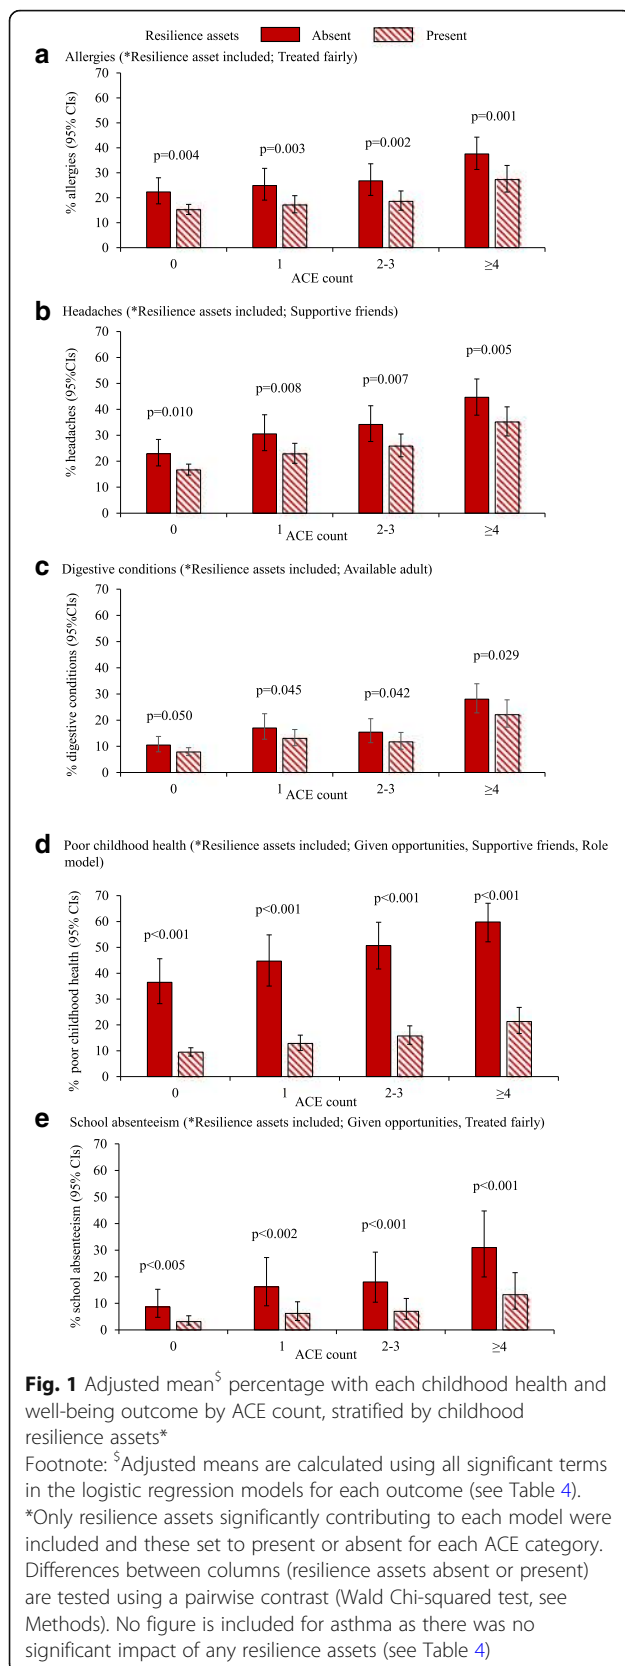 Resilience assets Absent Present
a Allergies (*Resilience asset included; Treated fairly)
% allergies (95% CIs)
70
60
50
40
30
20
10
0
p=0.004
p=0.003
p=0.002
p=0.001
0 1 2-3 ≥4
ACE count
b Headaches (*Resilience assets included; Supportive friends)
% headaches (95%CIs)
70
60
50
40
30
20
10
0
p=0.010
p=0.008
p=0.007
p=0.005
0 1 2-3 ≥4
ACE count
c Digestive conditions (*Resilience assets included; Available adult)
% digestive conditions (95%CIs)
70
60
50
40
30
20
10
0
p=0.050
p=0.045
p=0.042
p=0.029
0 1 2-3 ≥4
ACE count
d Poor childhood health (*Resilience assets included; Given opportunities, Supportive friends, Role
model)
% poor childhood health (95% CIs)
70
60
50
40
30
20
10
0
p<0.001
p<0.001
p<0.001
p<0.001
0 1 2-3 ≥4
ACE count
e School absenteeism (*Resilience assets included; Given opportunities, Treated fairly)
% school absenteeism (95% CIs)
70
60
50
40
30
20
10
0
p<0.005
p<0.002
p<0.001
p<0.001
0 1 2-3 ≥4
ACE count
Fig. 1 Adjusted mean$ percentage with each childhood health and
well-being outcome by ACE count, stratified by childhood
resilience assets*
Footnote: $Adjusted means are calculated using all significant terms
in the logistic regression models for each outcome (see Table 4).
*Only resilience assets significantly contributing to each model were
included and these set to present or absent for each ACE category.
Differences between columns (resilience assets absent or present)
are tested using a pairwise contrast (Wald Chi-squared test, see
Methods). No figure is included for asthma as there was no
significant impact of any resilience assets (see Table 4)